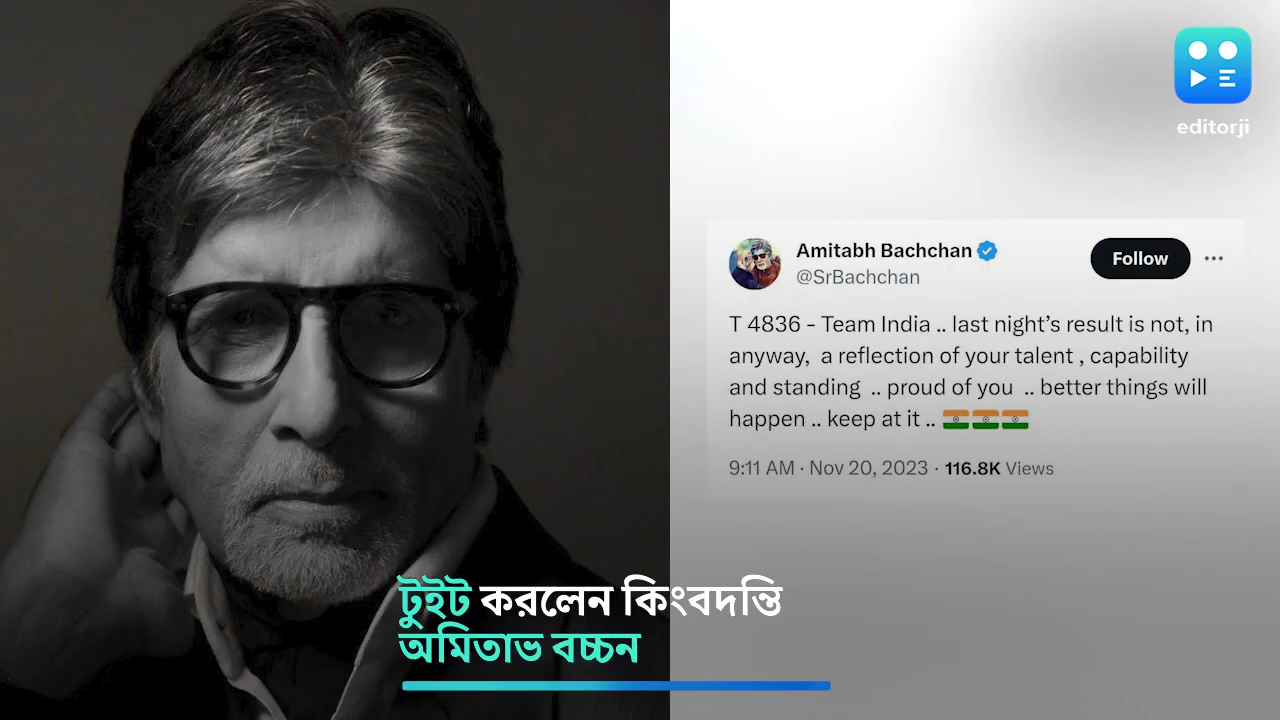 editorji
Amitabh Bachchan
@SrBachchan
Follow
T 4836 - Team India .. last night's result is not, in
anyway,  a reflection of your talent , capability
and standing  .. proud of you  .. better things will
happen .. keep at it .. 🇮🇳🇮🇳🇮🇳
9:11 AM · Nov 20, 2023 · 116.8K Views
টুইট করলেন কিংবদন্তি
অমিতাভ বচ্চন